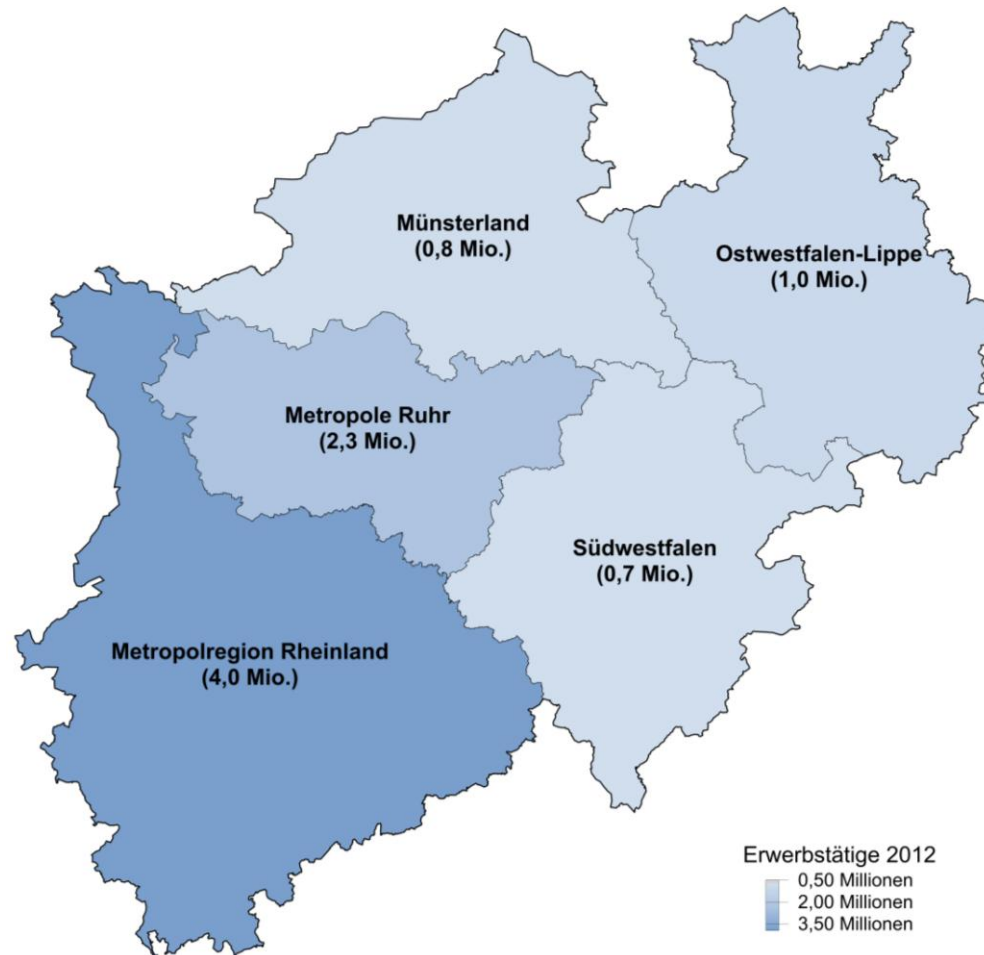 Münsterland
(0,8 Mio.)
Ostwestfalen-Lippe
(1,0 Mio.)
Metropole Ruhr
(2,3 Mio.)
Südwestfalen
(0,7 Mio.)
Metropolregion Rheinland
(4,0 Mio.)
Erwerbstätige 2012
0,50 Millionen
2,00 Millionen
3,50 Millionen